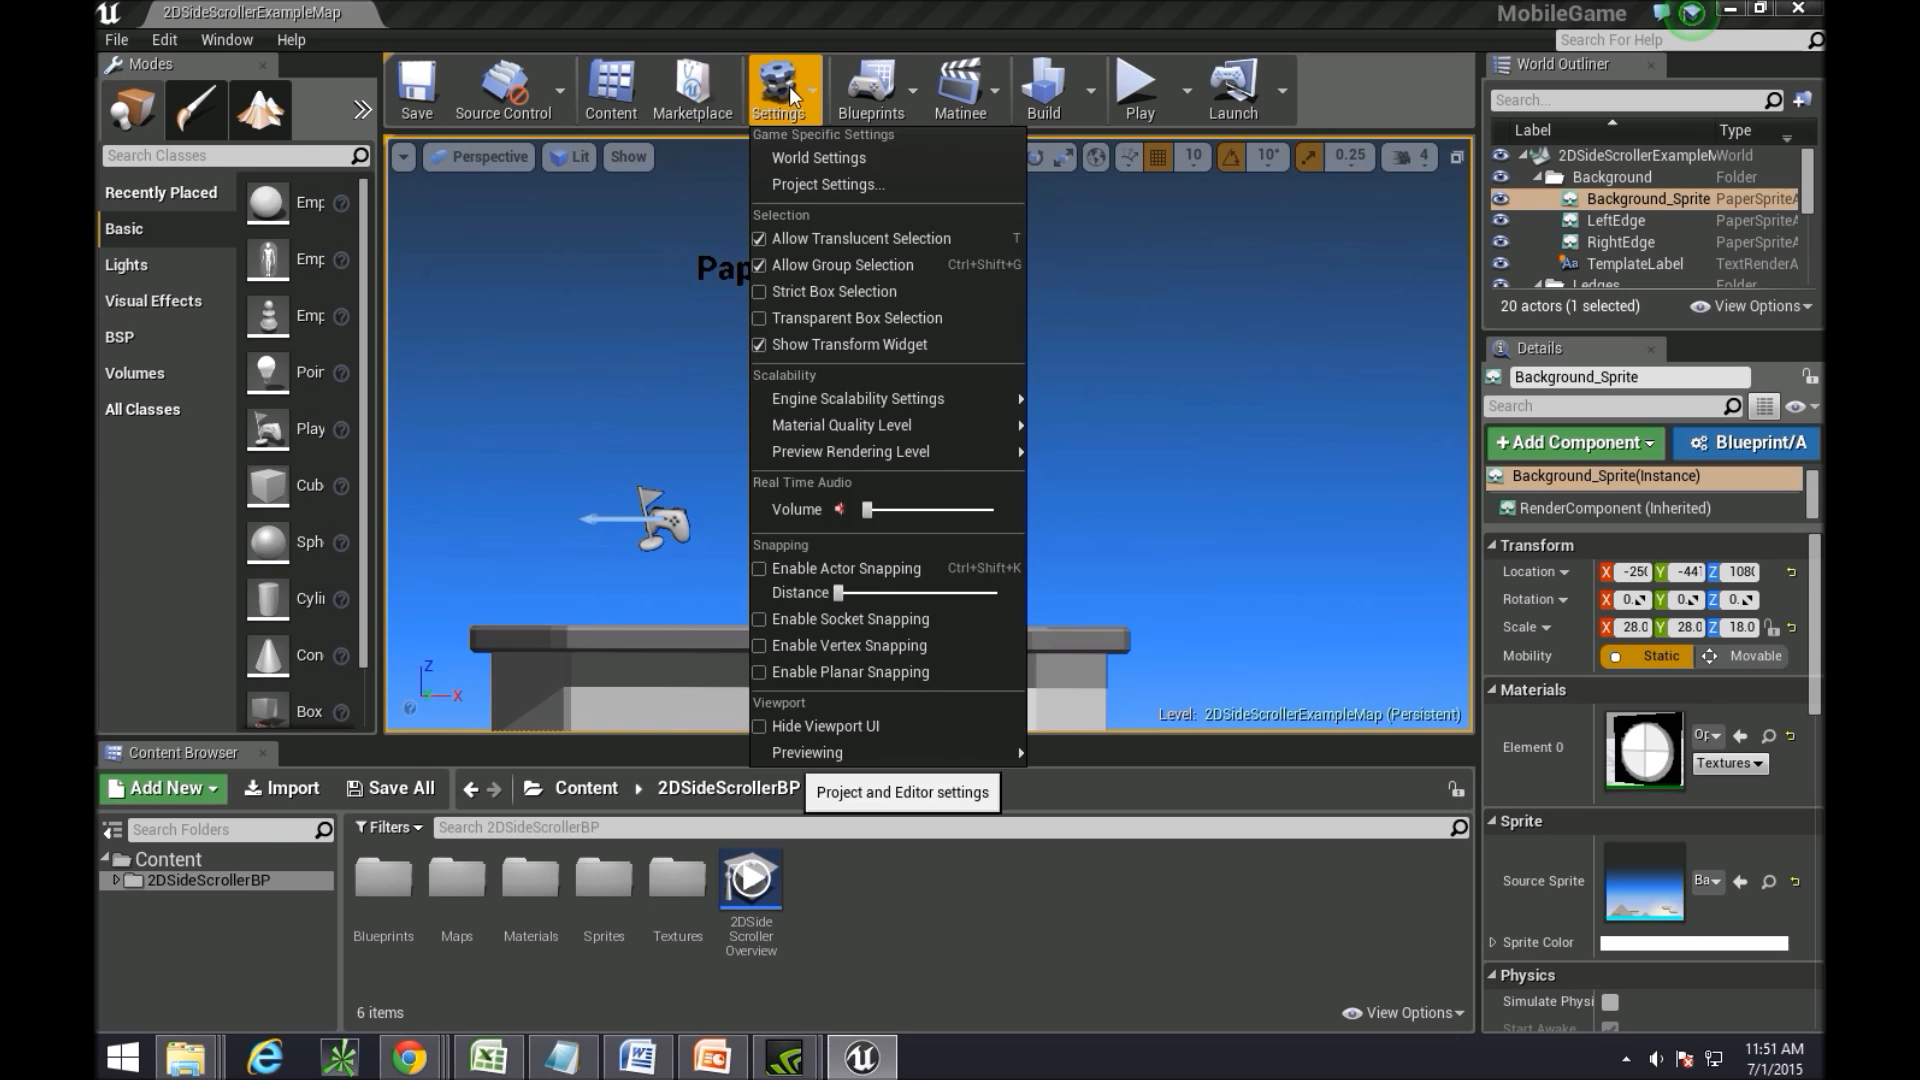 2DSideScrollerExampleMap
MobileGame
File Edit Window Help
Search For Help
Modes
Save
Source Control
Content
Marketplace
Settings
Blueprints
Matinee
Build
Play
Launch
Search Classes
Recently Placed
Basic
Lights
Visual Effects
BSP
Volumes
All Classes
Emp
Emp
Emp
Poin
Play
Cub
Sph
Cyli
Con
Box
Perspective
Lit
Show
10
10°
0.25
4
Pap
Game Specific Settings
World Settings
Project Settings...
Selection
Allow Translucent Selection T
Allow Group Selection Ctrl+Shift+G
Strict Box Selection
Transparent Box Selection
Show Transform Widget
Scalability
Engine Scalability Settings
Material Quality Level
Preview Rendering Level
Real Time Audio
Volume
Snapping
Enable Actor Snapping Ctrl+Shift+K
Distance
Enable Socket Snapping
Enable Vertex Snapping
Enable Planar Snapping
Viewport
Hide Viewport UI
Previewing
Project and Editor settings
Z
X
Level: 2DSideScrollerExampleMap (Persistent)
World Outliner
Search...
Label Type
2DSideScrollerExampleM World
Background Folder
Background_Sprite PaperSpriteA
LeftEdge PaperSpriteA
RightEdge PaperSpriteA
TemplateLabel TextRenderA
Ledges Folder
20 actors (1 selected) View Options
Details
Background_Sprite
Search
+Add Component Blueprint/A
Background_Sprite(Instance)
RenderComponent (Inherited)
Transform
Location X -250 Y -447 Z 1080
Rotation X 0. Y 0. Z 0.
Scale X 28.0 Y 28.0 Z 18.0
Mobility Static Movable
Materials
Element 0
Op
Textures
Sprite
Source Sprite
Ba
Sprite Color
Physics
Simulate Physi
Start Awake
Content Browser
Add New Import Save All Content 2DSideScrollerBP
Search Folders
Filters Search 2DSideScrollerBP
Content
2DSideScrollerBP
Blueprints
Maps
Materials
Sprites
Textures
2DSide
Scroller
Overview
6 items
View Options
11:51 AM
7/1/2015